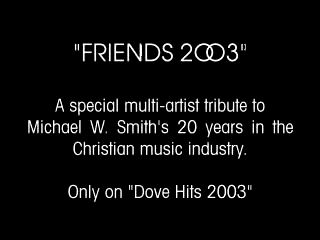 "FRIENDS 2003"
A special multi-artist tribute to
Michael W. Smith's 20 years in the
Christian music industry.
Only on "Dove Hits 2003"